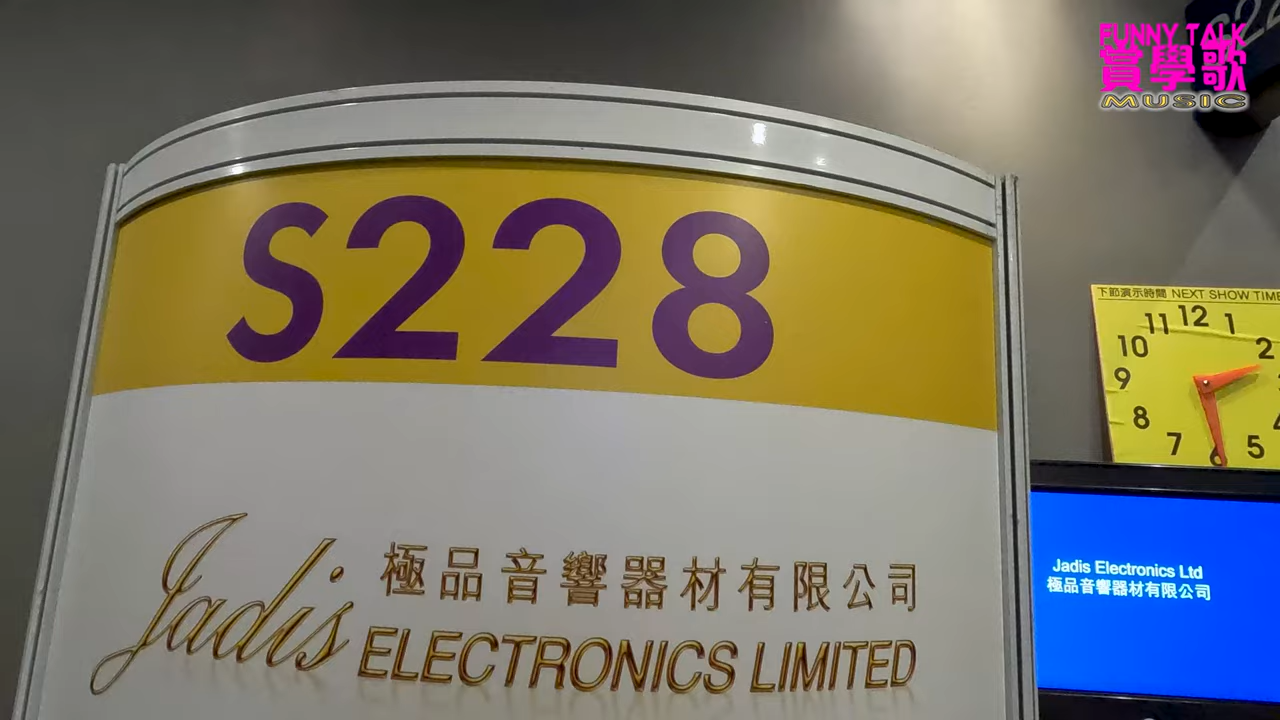 FUNNY TALK
賞學歌
MUSIC
S228
下節演示時間 NEXT SHOW TIME
12
11
1
10
2
9
8
7
6
5
Jadis
極品音響器材有限公司
ELECTRONICS LIMITED
Jadis Electronics Ltd
極品音響器材有限公司